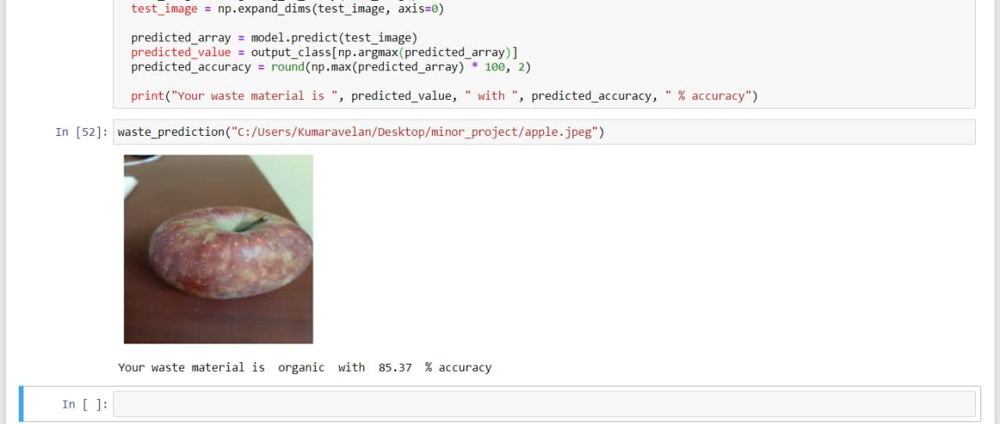 test_image = np.expand_dims(test_image, axis=0)
predicted_array = model.predict(test_image)
predicted_value = output_class[np.argmax(predicted_array)]
predicted_accuracy = round(np.max(predicted_array) * 100, 2)
print("Your waste material is ", predicted_value, " with ", predicted_accuracy, " % accuracy")
In [52]: waste_prediction("C:/Users/Kumaravelan/Desktop/minor_project/apple.jpeg")
Your waste material is  organic  with  85.37  % accuracy
In [ ]: